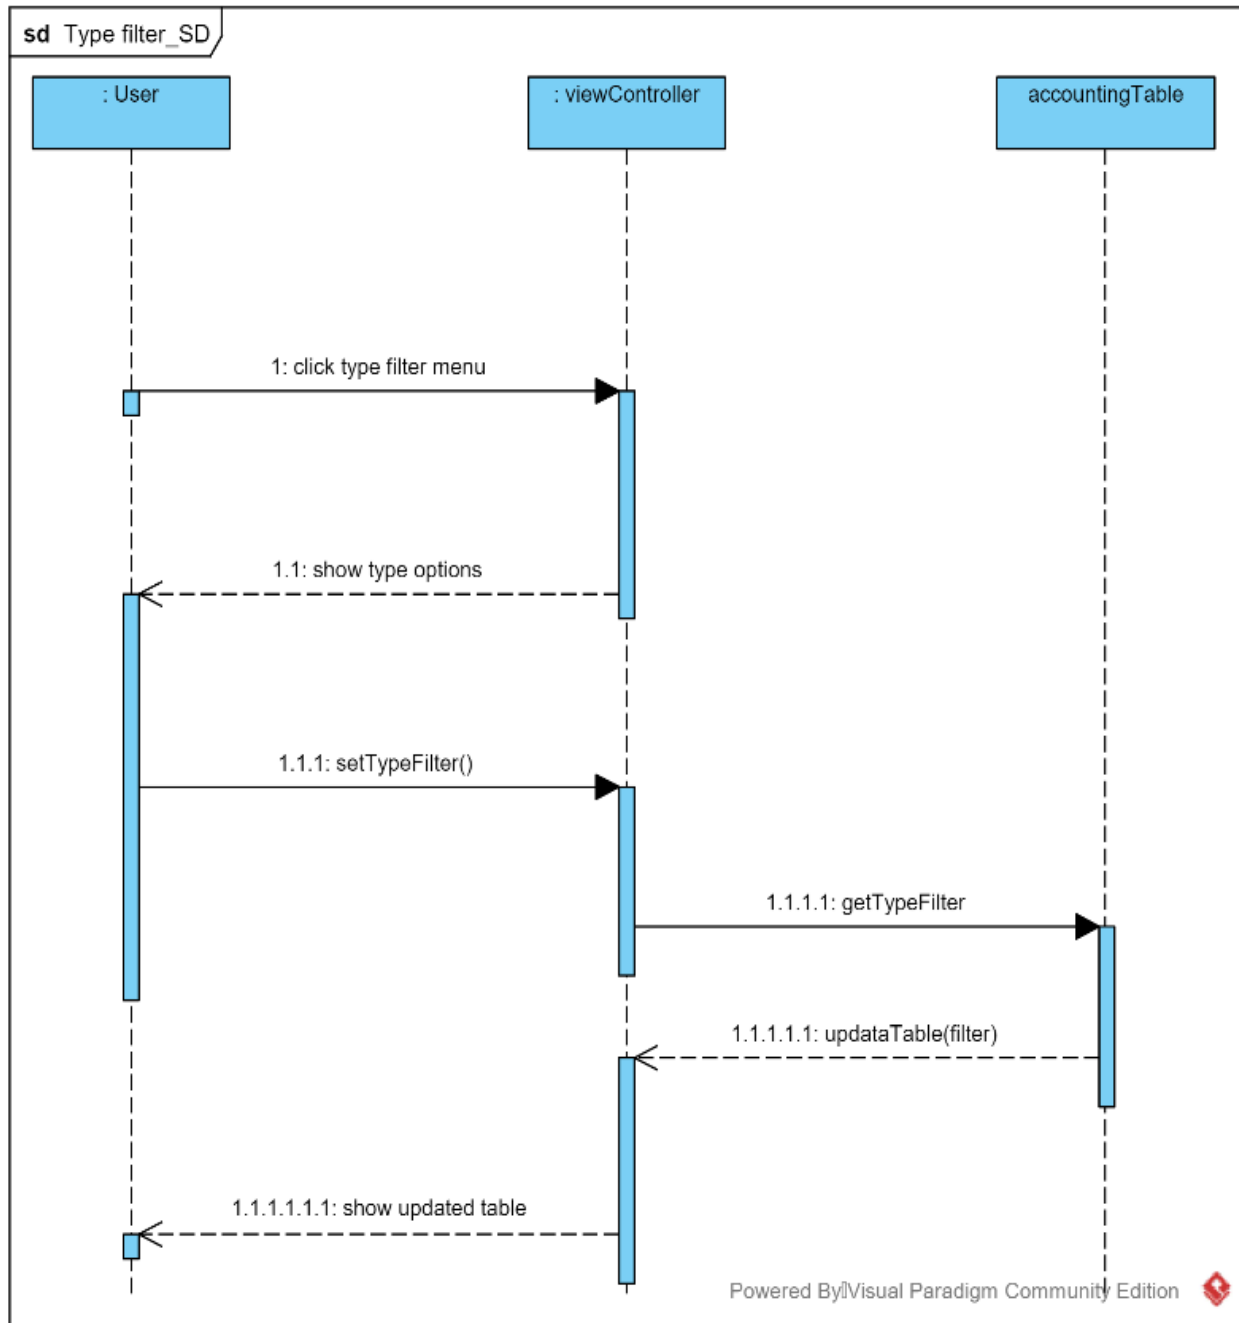 sd Type filter_SD
: User
: viewController
accountingTable
1: click type filter menu
1.1: show type options
1.1.1: setTypeFilter()
1.1.1.1: getTypeFilter
1.1.1.1.1: updataTable(filter)
1.1.1.1.1.1: show updated table
Powered By Visual Paradigm Community Edition